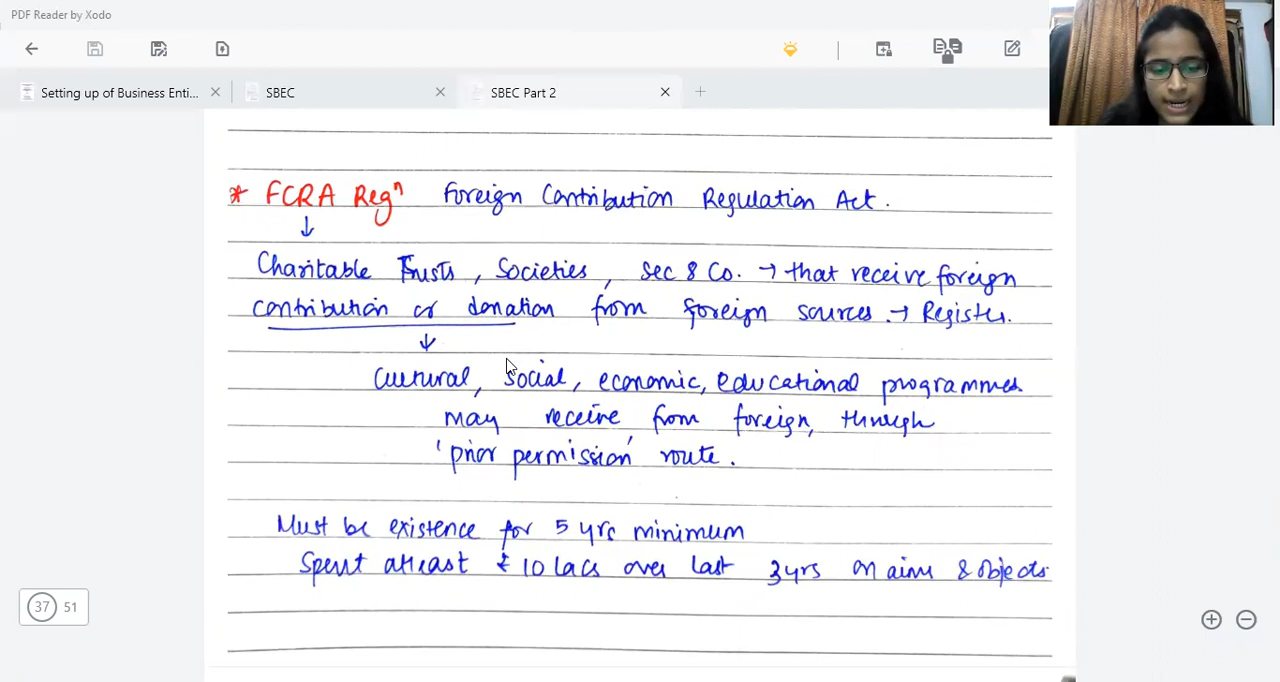 PDF Reader by Xodo
Setting up of Business Enti...
SBEC
SBEC Part 2
* FCRA Regⁿ Foreign Contribution Regulation Act.
↓
Charitable Trusts, Societies, Sec 8 Co. → that receive foreign
contribution or donation from foreign sources → Register.
↓
Cultural, Social, economic, educational programmes
may receive from foreign, through
'prior permission' route.
Must be existence for 5 yrs minimum
Spent atleast ₹ 10 lacs over last 3 yrs on aims & objects
37 51